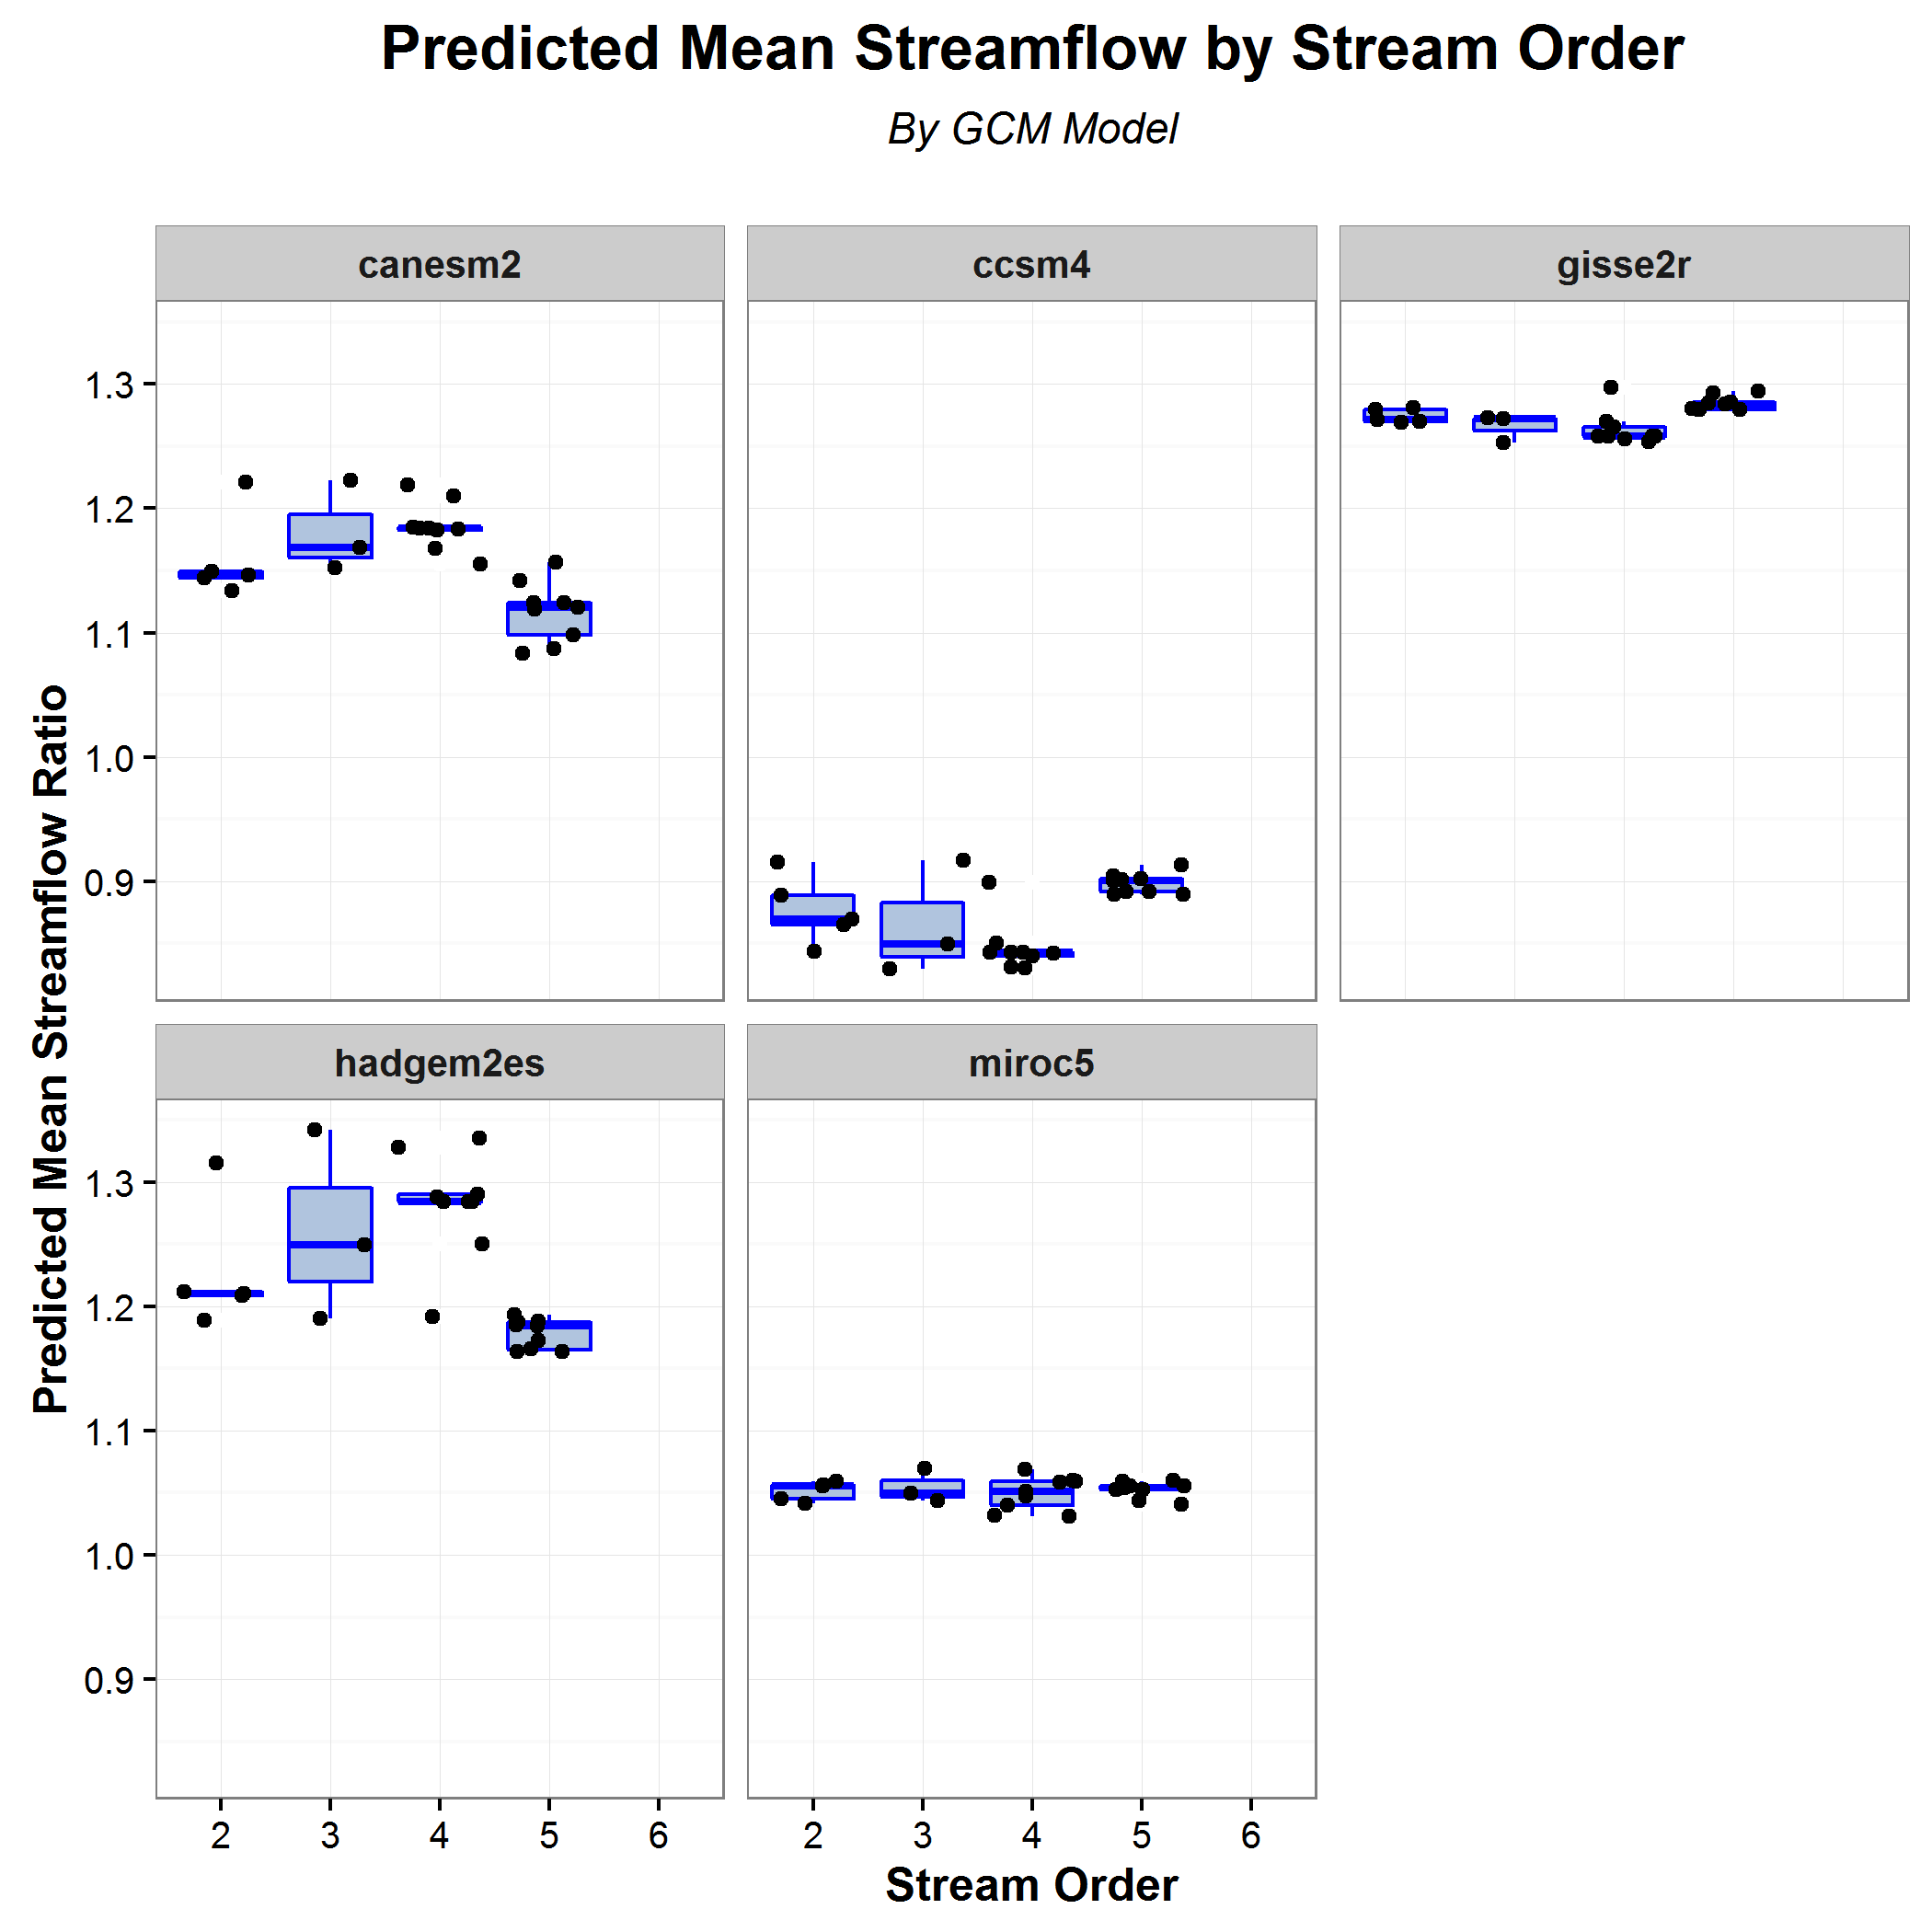 Predicted Mean Streamflow by Stream Order
By GCM Model
canesm2
ccsm4
gisse2r
1.3
1.2
1.1
1.0
0.9
Predicted Mean Streamflow Ratio
hadgem2es
miroc5
1.3
1.2
1.1
1.0
0.9
2 3 4 5 6
2 3 4 5 6
Stream Order